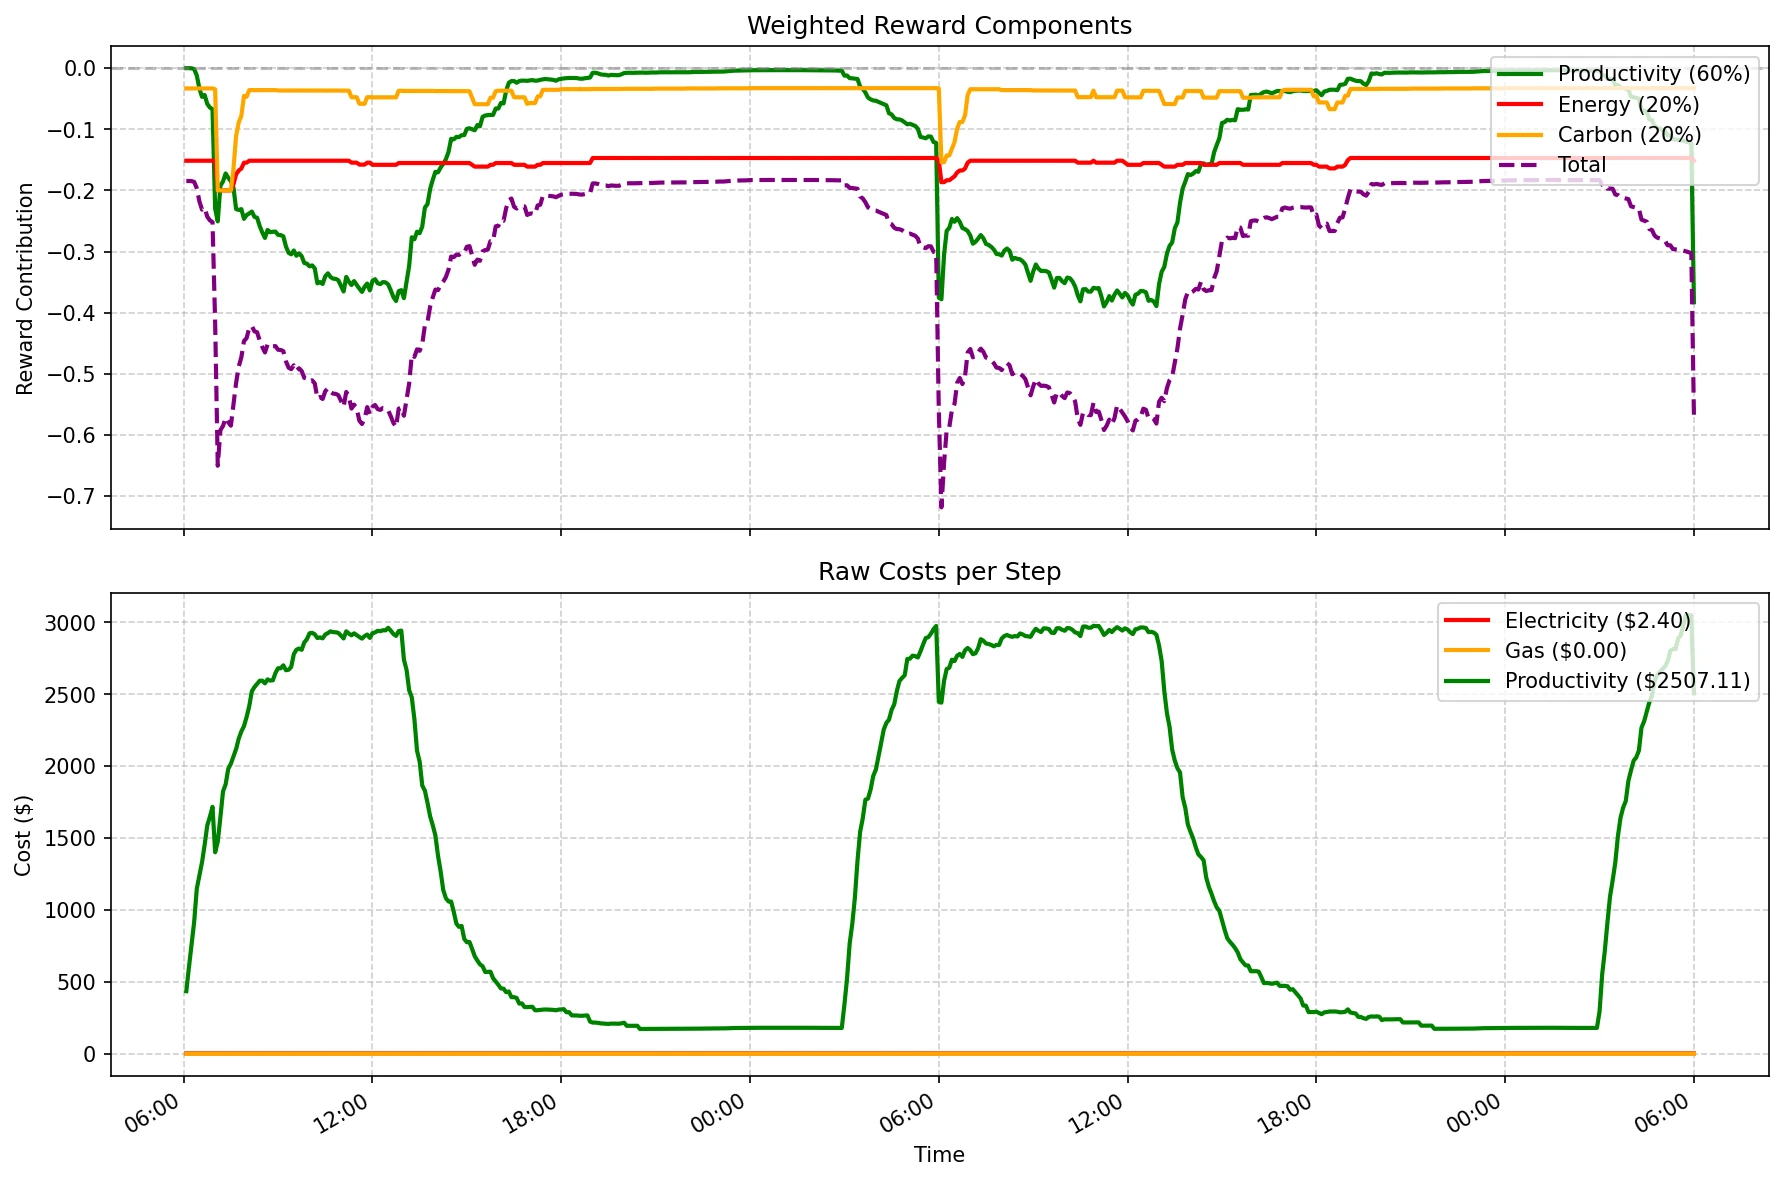 Weighted Reward Components
Reward Contribution
0.0
−0.1
−0.2
−0.3
−0.4
−0.5
−0.6
−0.7
Productivity (60%)
Energy (20%)
Carbon (20%)
Total
Raw Costs per Step
Cost ($)
3000
2500
2000
1500
1000
500
0
Electricity ($2.40)
Gas ($0.00)
Productivity ($2507.11)
06:00 12:00 18:00 00:00 06:00 12:00 18:00 00:00 06:00
Time